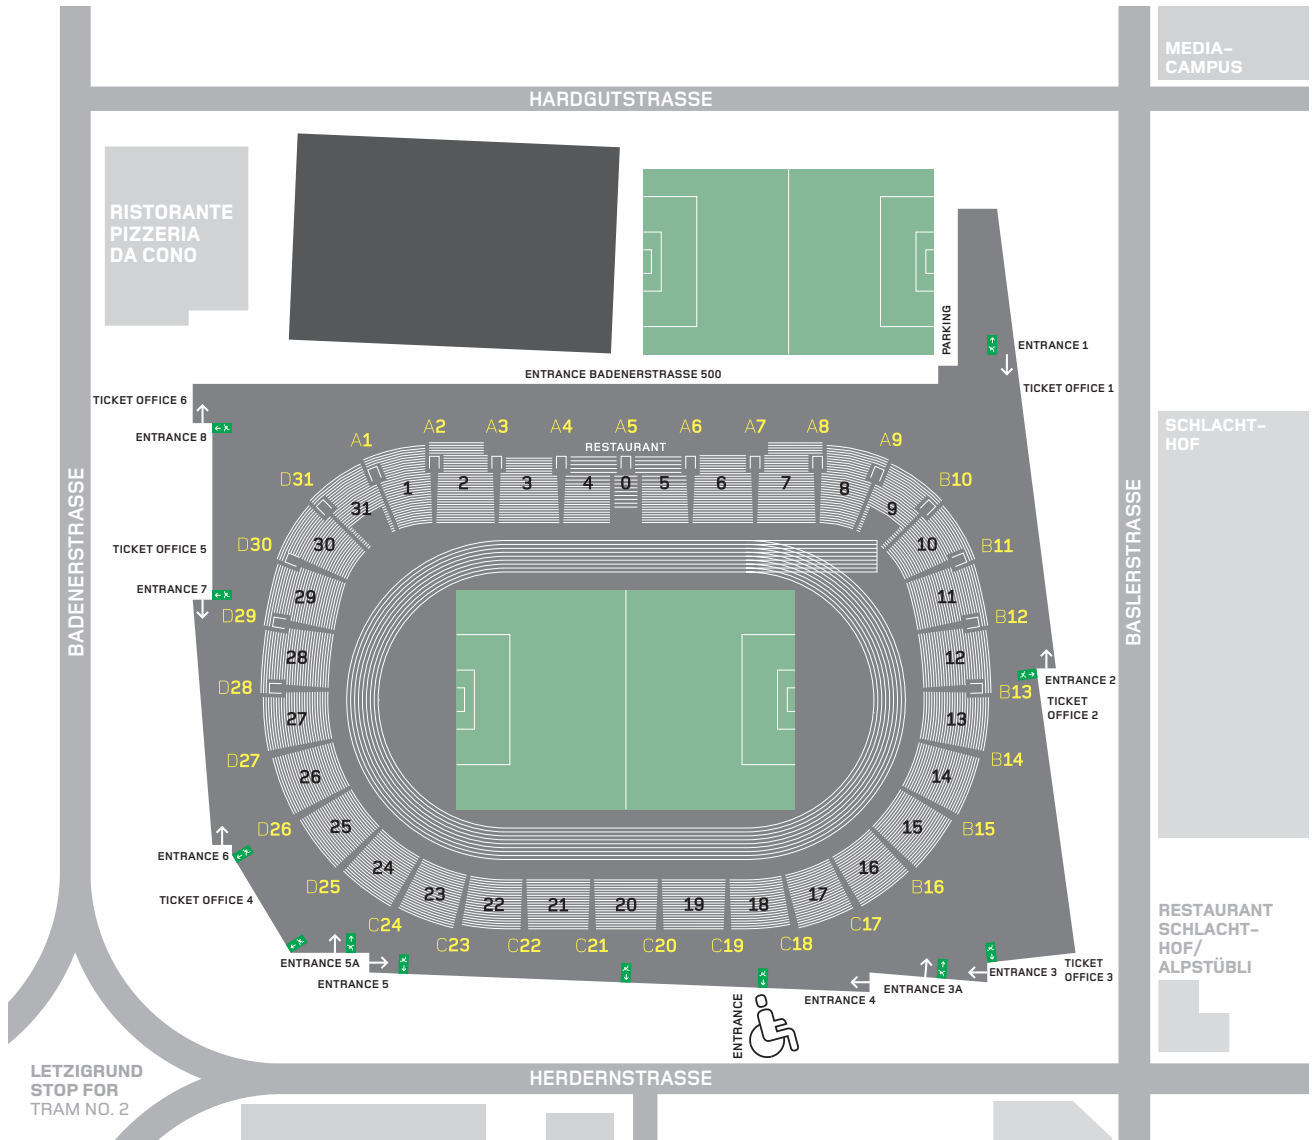 MEDIA-
CAMPUS
HARDGUTSTRASSE
RISTORANTE
PIZZERIA
DA CONO
PARKING
ENTRANCE 1
ENTRANCE BADENERSTRASSE 500
TICKET OFFICE 1
TICKET OFFICE 6
ENTRANCE 8
A1
A2
A3
A4
A5
A6
A7
A8
A9
RESTAURANT
SCHLACHT-
HOF
D31
B10
31
1
2
3
4
0
5
6
7
8
9
D30
30
10
B11
TICKET OFFICE 5
BADENERSTRASSE
BASLERSTRASSE
ENTRANCE 7
29
11
D29
B12
28
12
D28
B13
ENTRANCE 2
TICKET
OFFICE 2
27
13
D27
B14
26
14
D26
25
15
B15
ENTRANCE 6
24
16
D25
B16
TICKET OFFICE 4
23
22
21
20
19
18
17
C24
C23
C22
C21
C20
C19
C18
C17
RESTAURANT
SCHLACHT-
HOF/
ALPSTÜBLI
ENTRANCE 5A
ENTRANCE 5
ENTRANCE
ENTRANCE 4
ENTRANCE 3A
ENTRANCE 3
TICKET
OFFICE 3
LETZIGRUND
STOP FOR
TRAM NO. 2
HERDERNSTRASSE